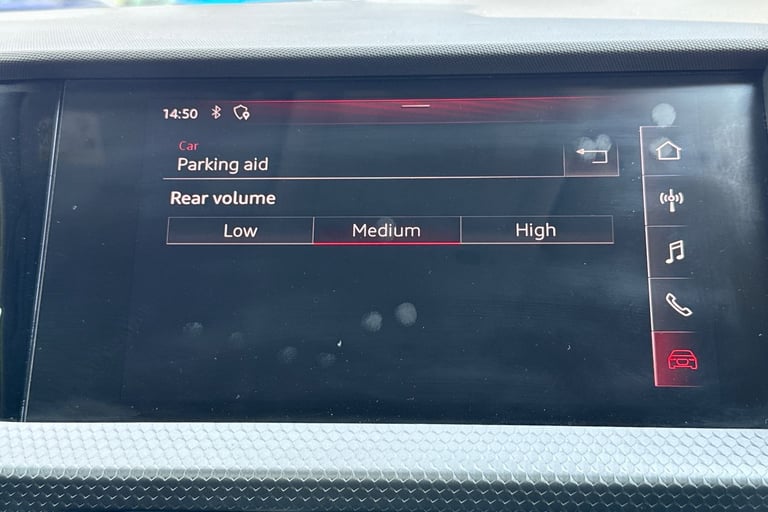 14:50
Car
Parking aid
Rear volume
Low Medium High